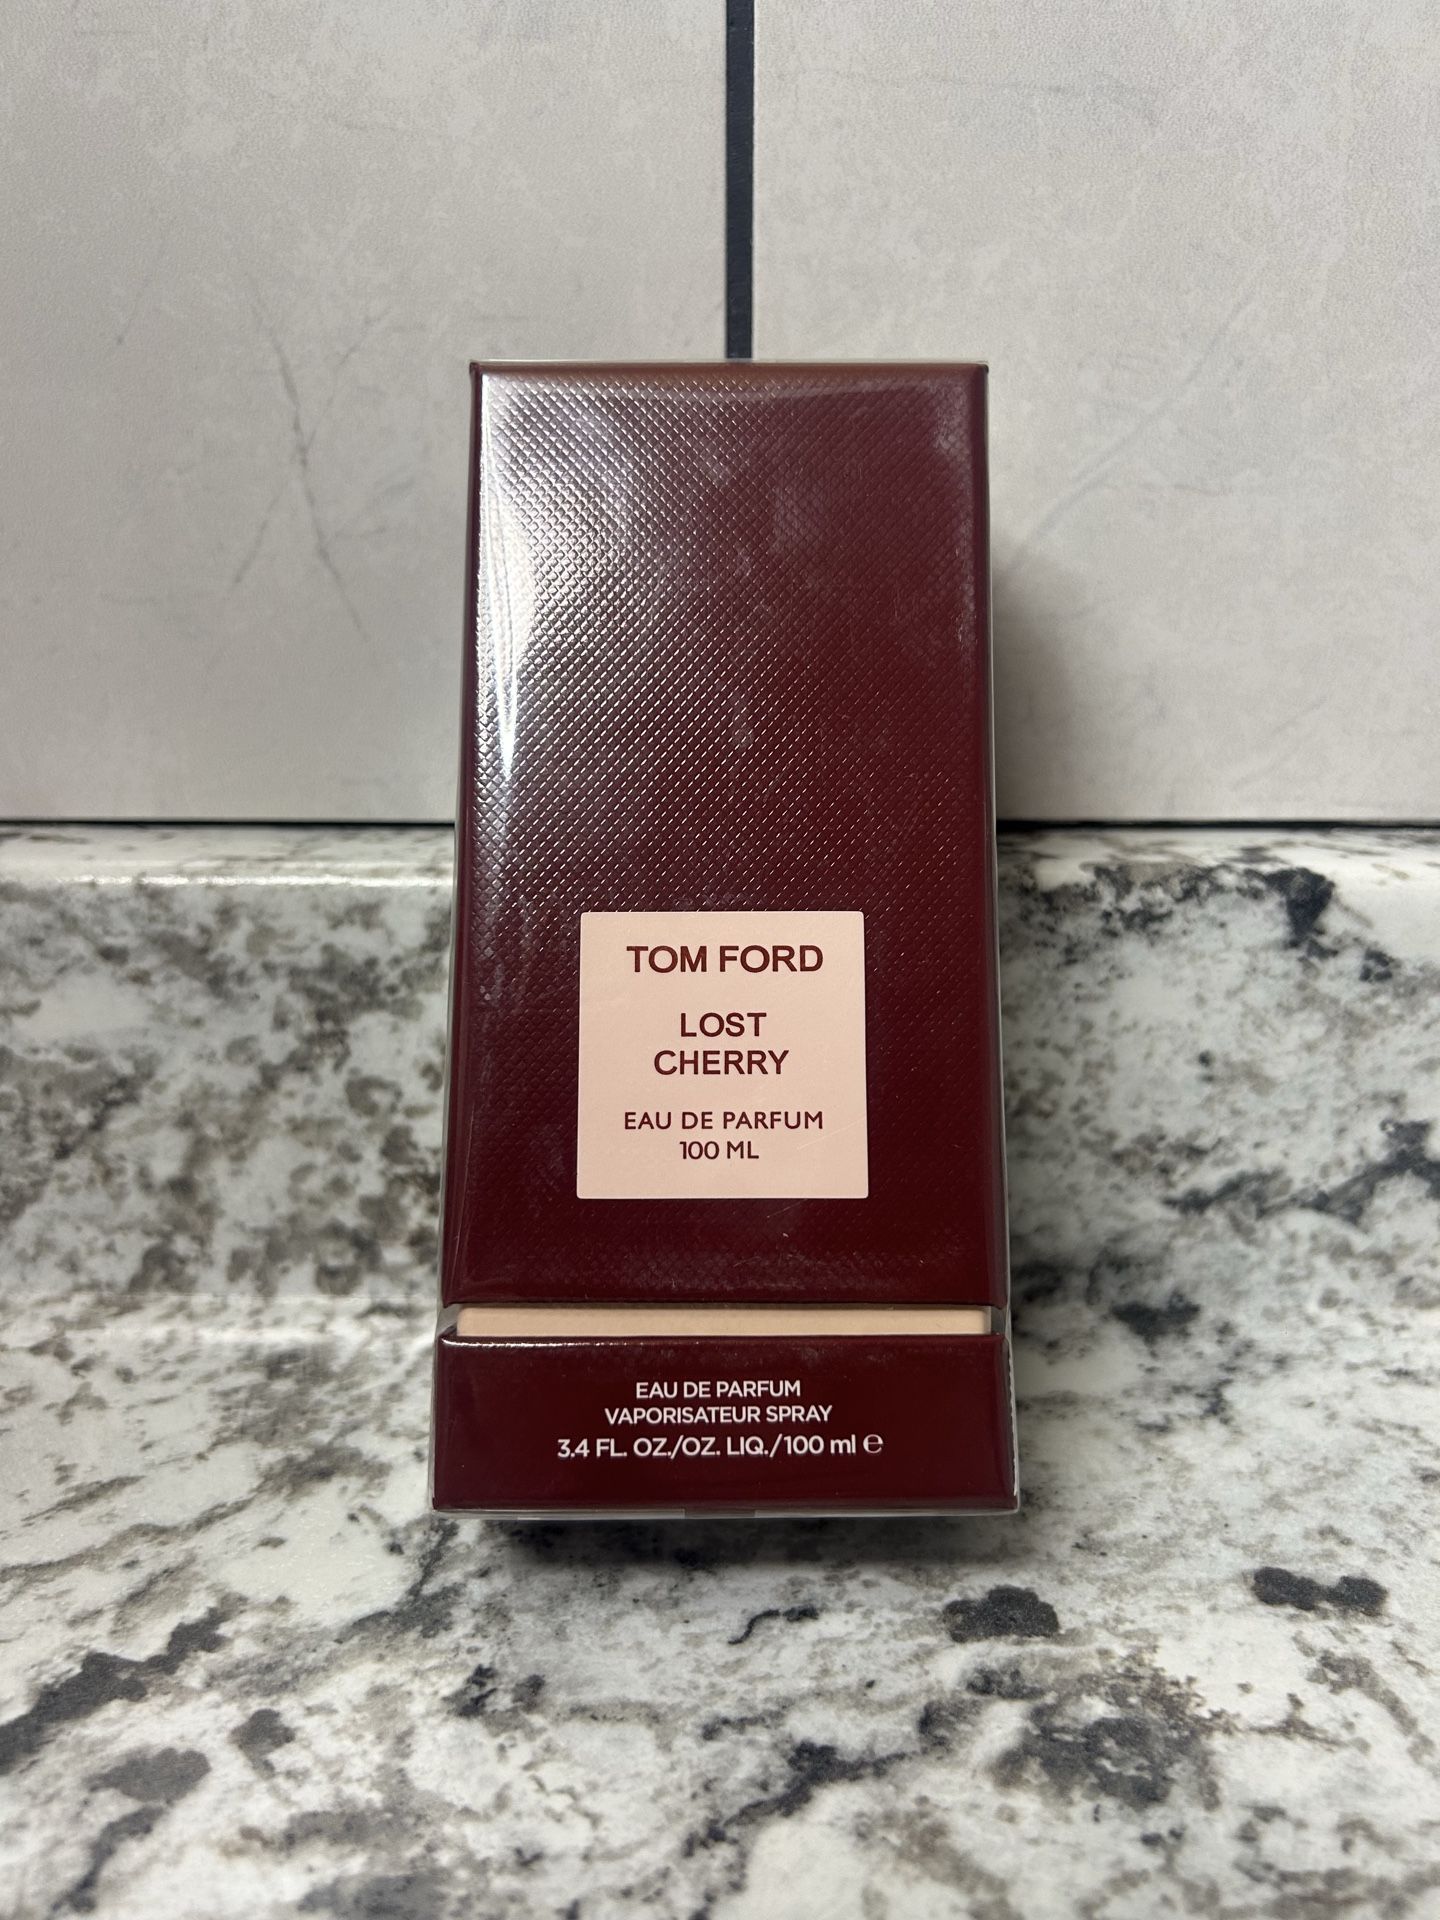 TOM FORD
LOST
CHERRY
EAU DE PARFUM
100 ML
EAU DE PARFUM
VAPORISATEUR SPRAY
3.4 FL. OZ./OZ. LIQ./100 ml ℮